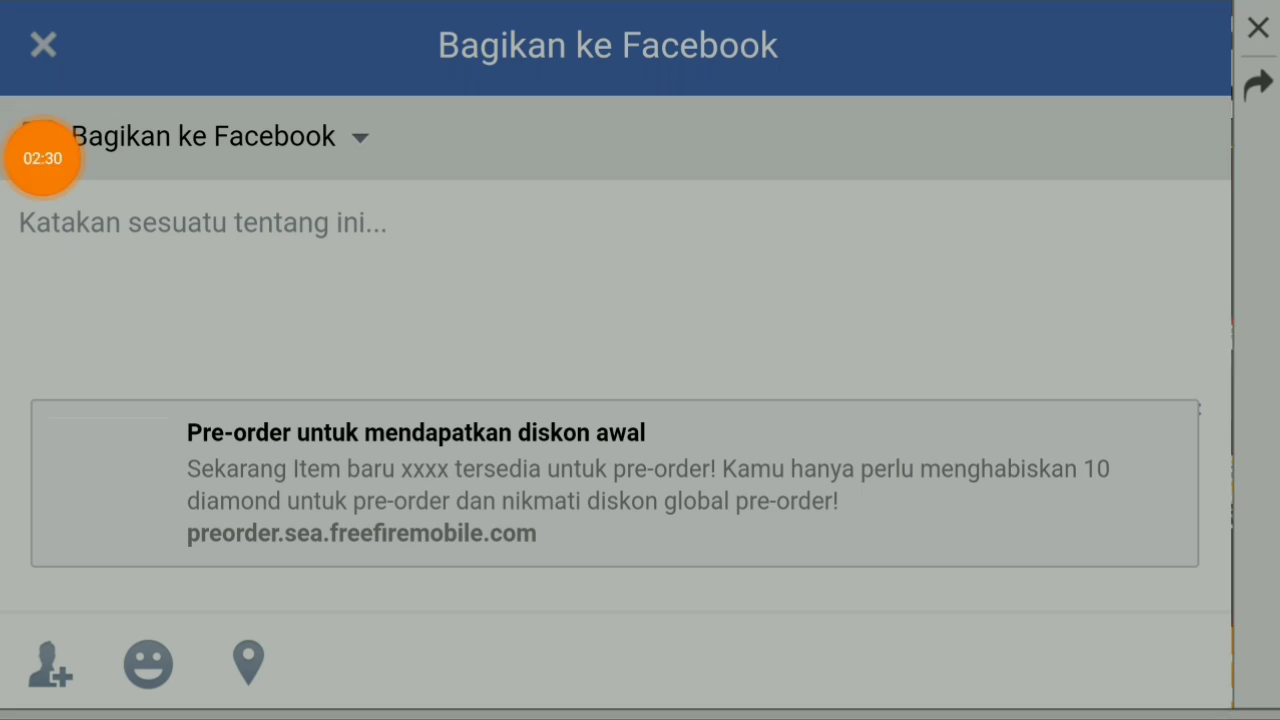 Bagikan ke Facebook
Bagikan ke Facebook
02:30
Katakan sesuatu tentang ini...
Pre-order untuk mendapatkan diskon awal
Sekarang Item baru xxxx tersedia untuk pre-order! Kamu hanya perlu menghabiskan 10
diamond untuk pre-order dan nikmati diskon global pre-order!
preorder.sea.freefiremobile.com